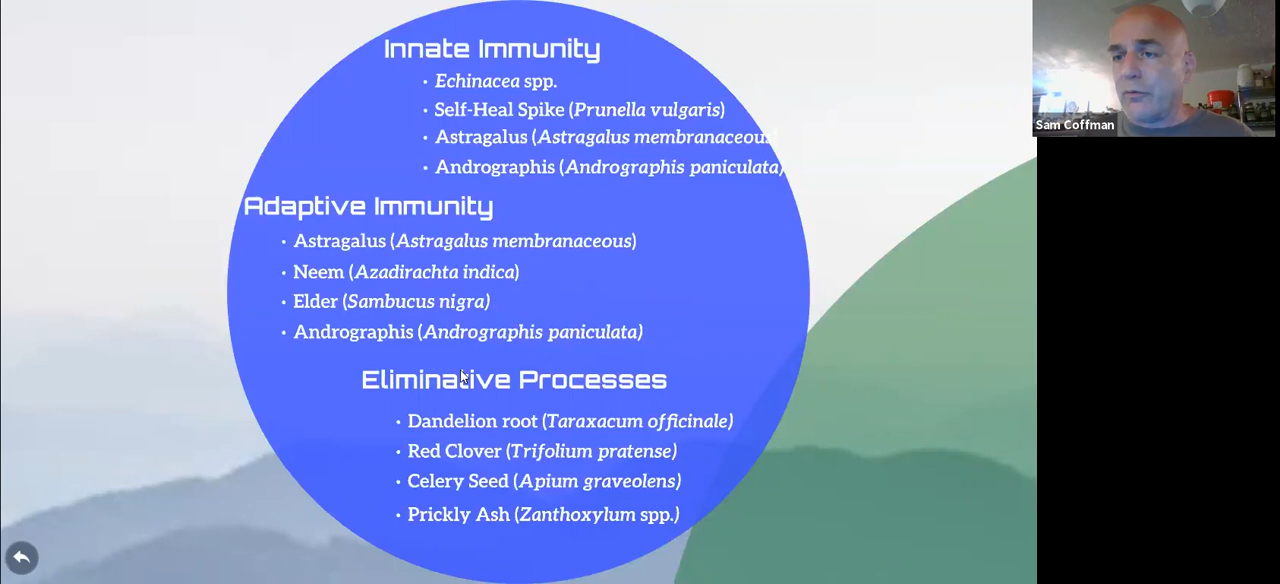 Innate Immunity
• Echinacea spp.
• Self-Heal Spike (Prunella vulgaris)
• Astragalus (Astragalus membranaceous)
• Andrographis (Andrographis paniculata)
Adaptive Immunity
• Astragalus (Astragalus membranaceous)
• Neem (Azadirachta indica)
• Elder (Sambucus nigra)
• Andrographis (Andrographis paniculata)
Eliminative Processes
• Dandelion root (Taraxacum officinale)
• Red Clover (Trifolium pratense)
• Celery Seed (Apium graveolens)
• Prickly Ash (Zanthoxylum spp.)
Sam Coffman